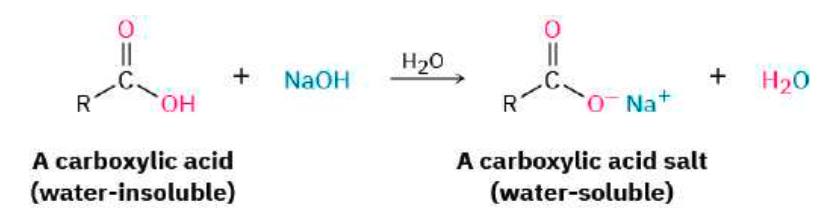 O
C
R
OH
+
NaOH
H₂O
O
C
R
O⁻ Na⁺
+
H₂O
A carboxylic acid
(water-insoluble)
A carboxylic acid salt
(water-soluble)